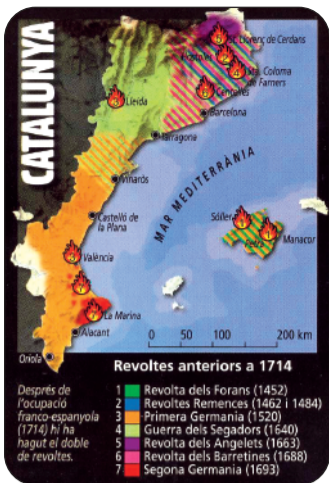 CATALUNYA
St. Llorenç de Cerdans
Hostoles
Sta. Coloma
de Farners
Centelles
Lleida
Barcelona
Tarragona
MAR MEDITERRÀNIA
Vinaròs
Castelló de
la Plana
Sóller
Petra
Manacor
València
La Marina
Alacant
Oriola
0 50 100 200 km
Revoltes anteriors a 1714
Després de
l'ocupació
franco-espanyola
(1714) hi ha
hagut el doble
de revoltes.
1 Revolta dels Forans (1452)
2 Revoltes Remences (1462 i 1484)
3 Primera Germania (1520)
4 Guerra dels Segadors (1640)
5 Revolta dels Angelets (1663)
6 Revolta dels Barretines (1688)
7 Segona Germania (1693)